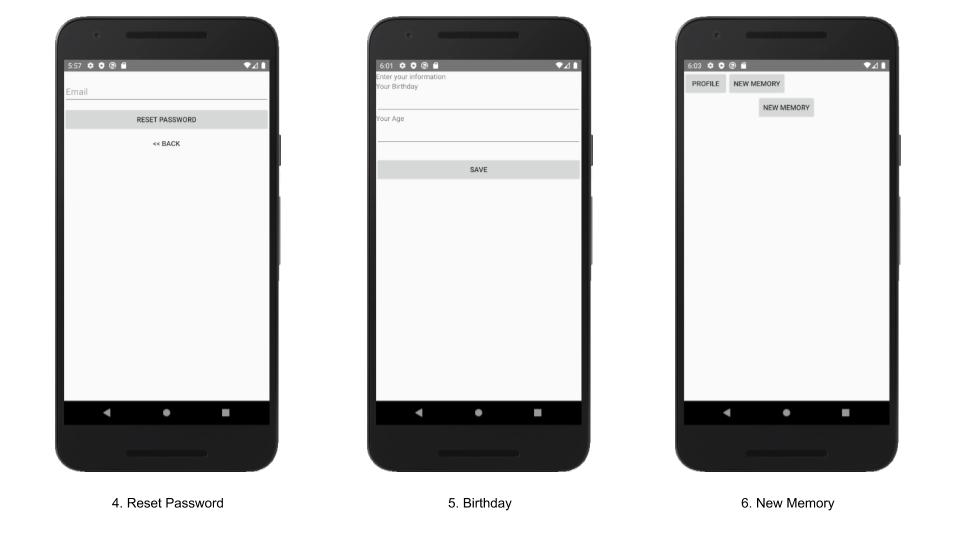 5:57
Email
RESET PASSWORD
<< BACK
4. Reset Password
6:01
Enter your information
Your Birthday
Your Age
SAVE
5. Birthday
6:03
PROFILE NEW MEMORY
NEW MEMORY
6. New Memory